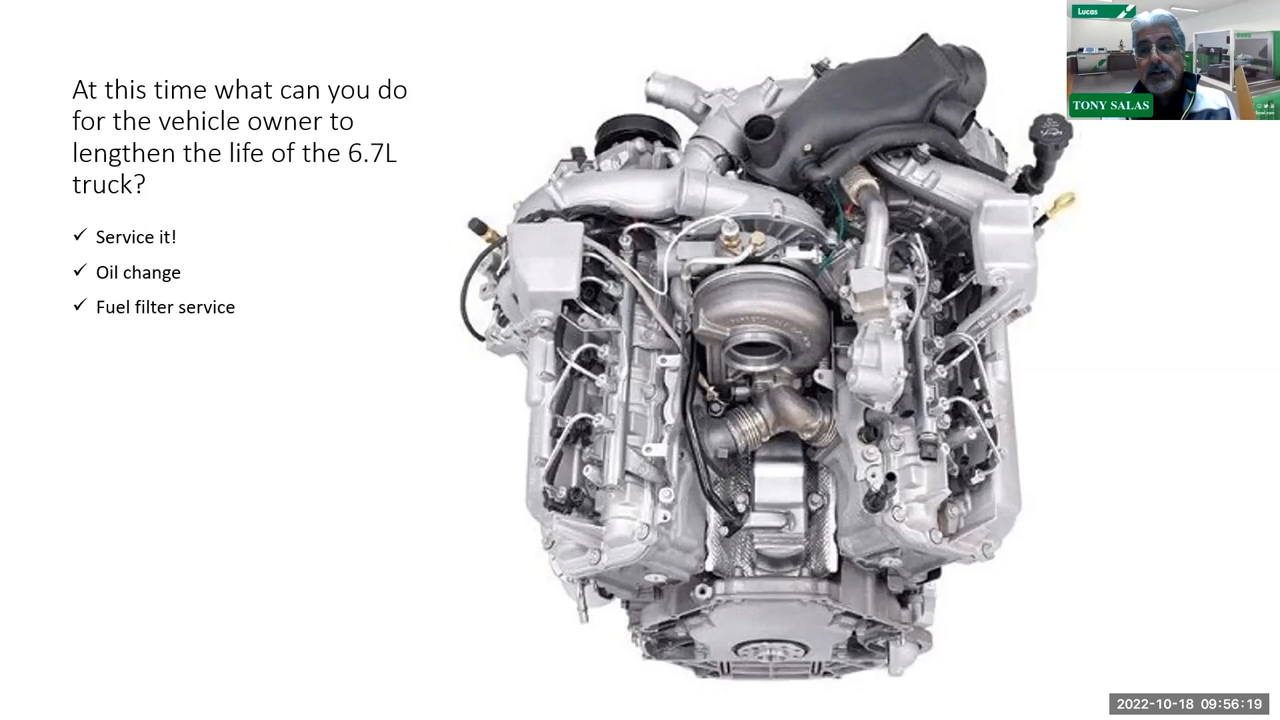 At this time what can you do
for the vehicle owner to
lengthen the life of the 6.7L
truck?
✓ Service it!
✓ Oil change
✓ Fuel filter service
Lucas
TONY SALAS
2022-10-18 09:56:19